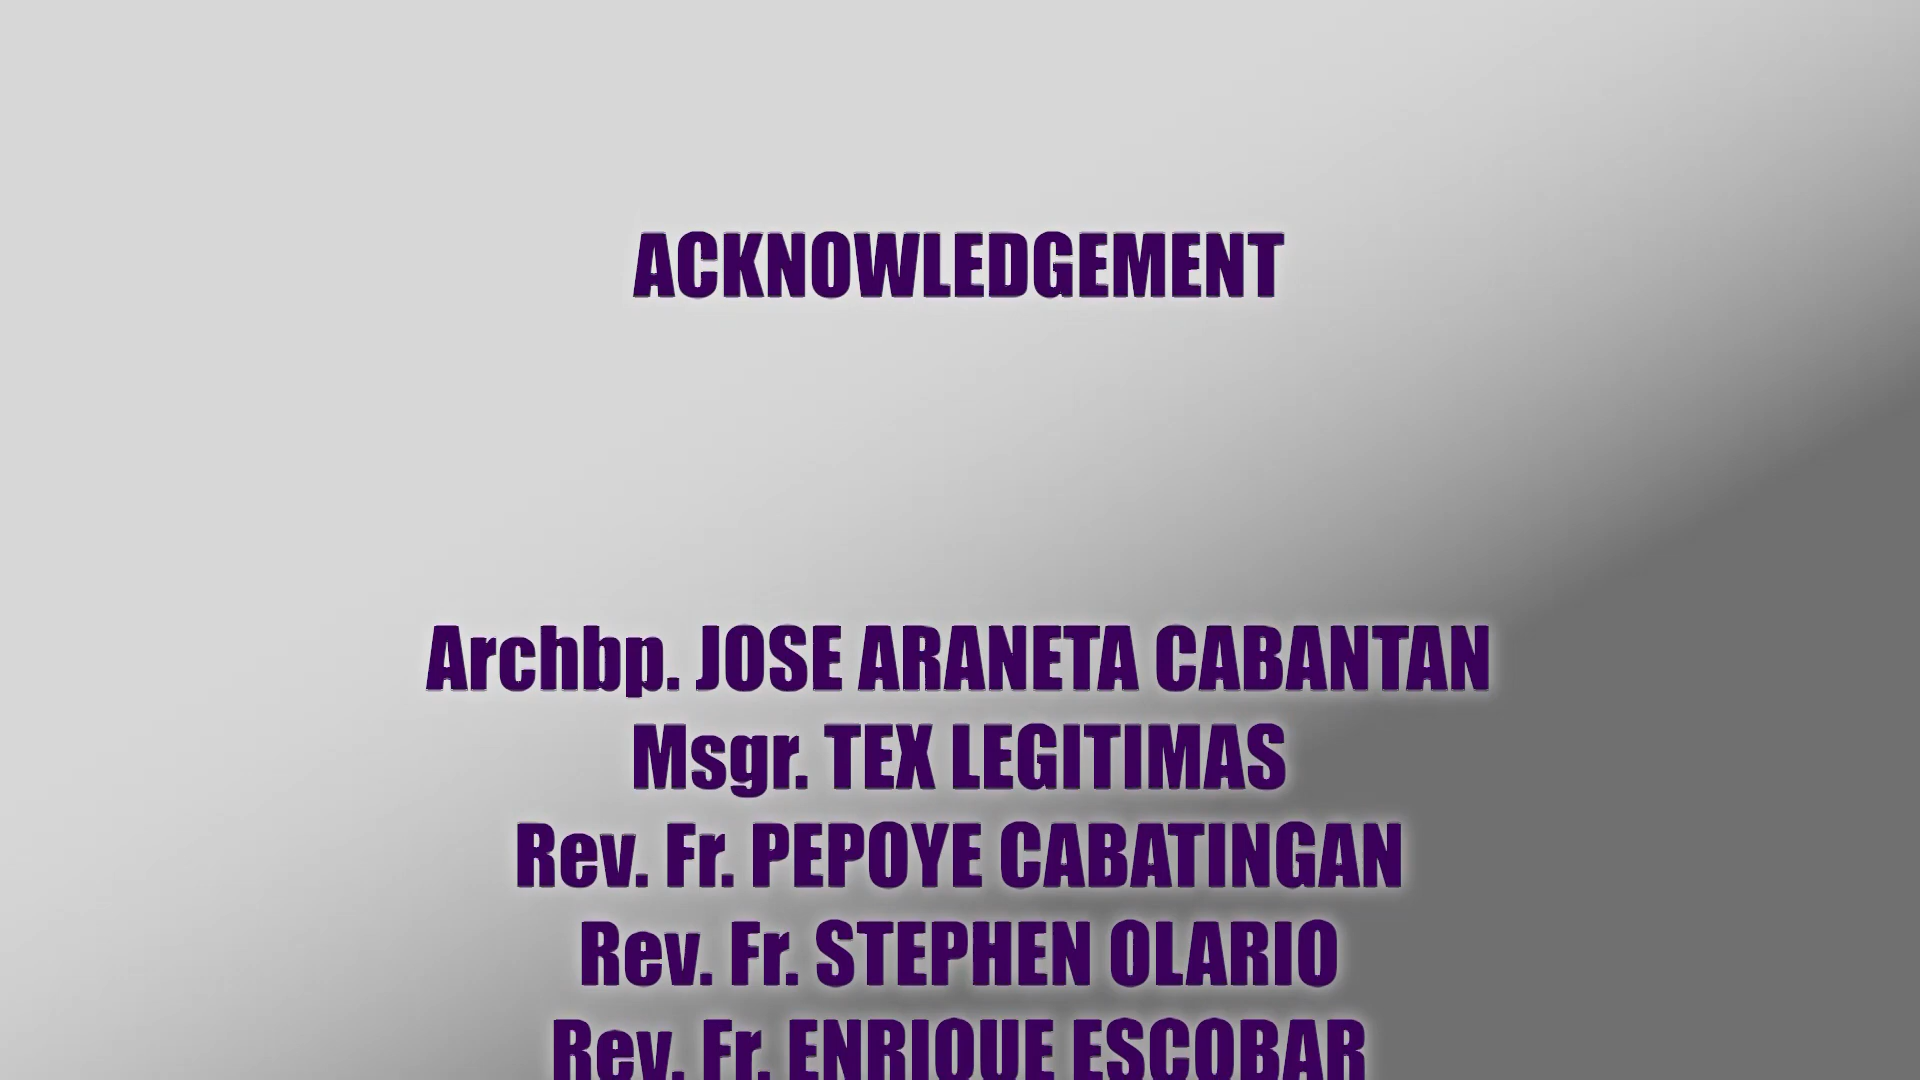 ACKNOWLEDGEMENT
Archbp. JOSE ARANETA CABANTAN
Msgr. TEX LEGITIMAS
Rev. Fr. PEPOYE CABATINGAN
Rev. Fr. STEPHEN OLARIO
Rev. Fr. ENRIQUE ESCOBAR